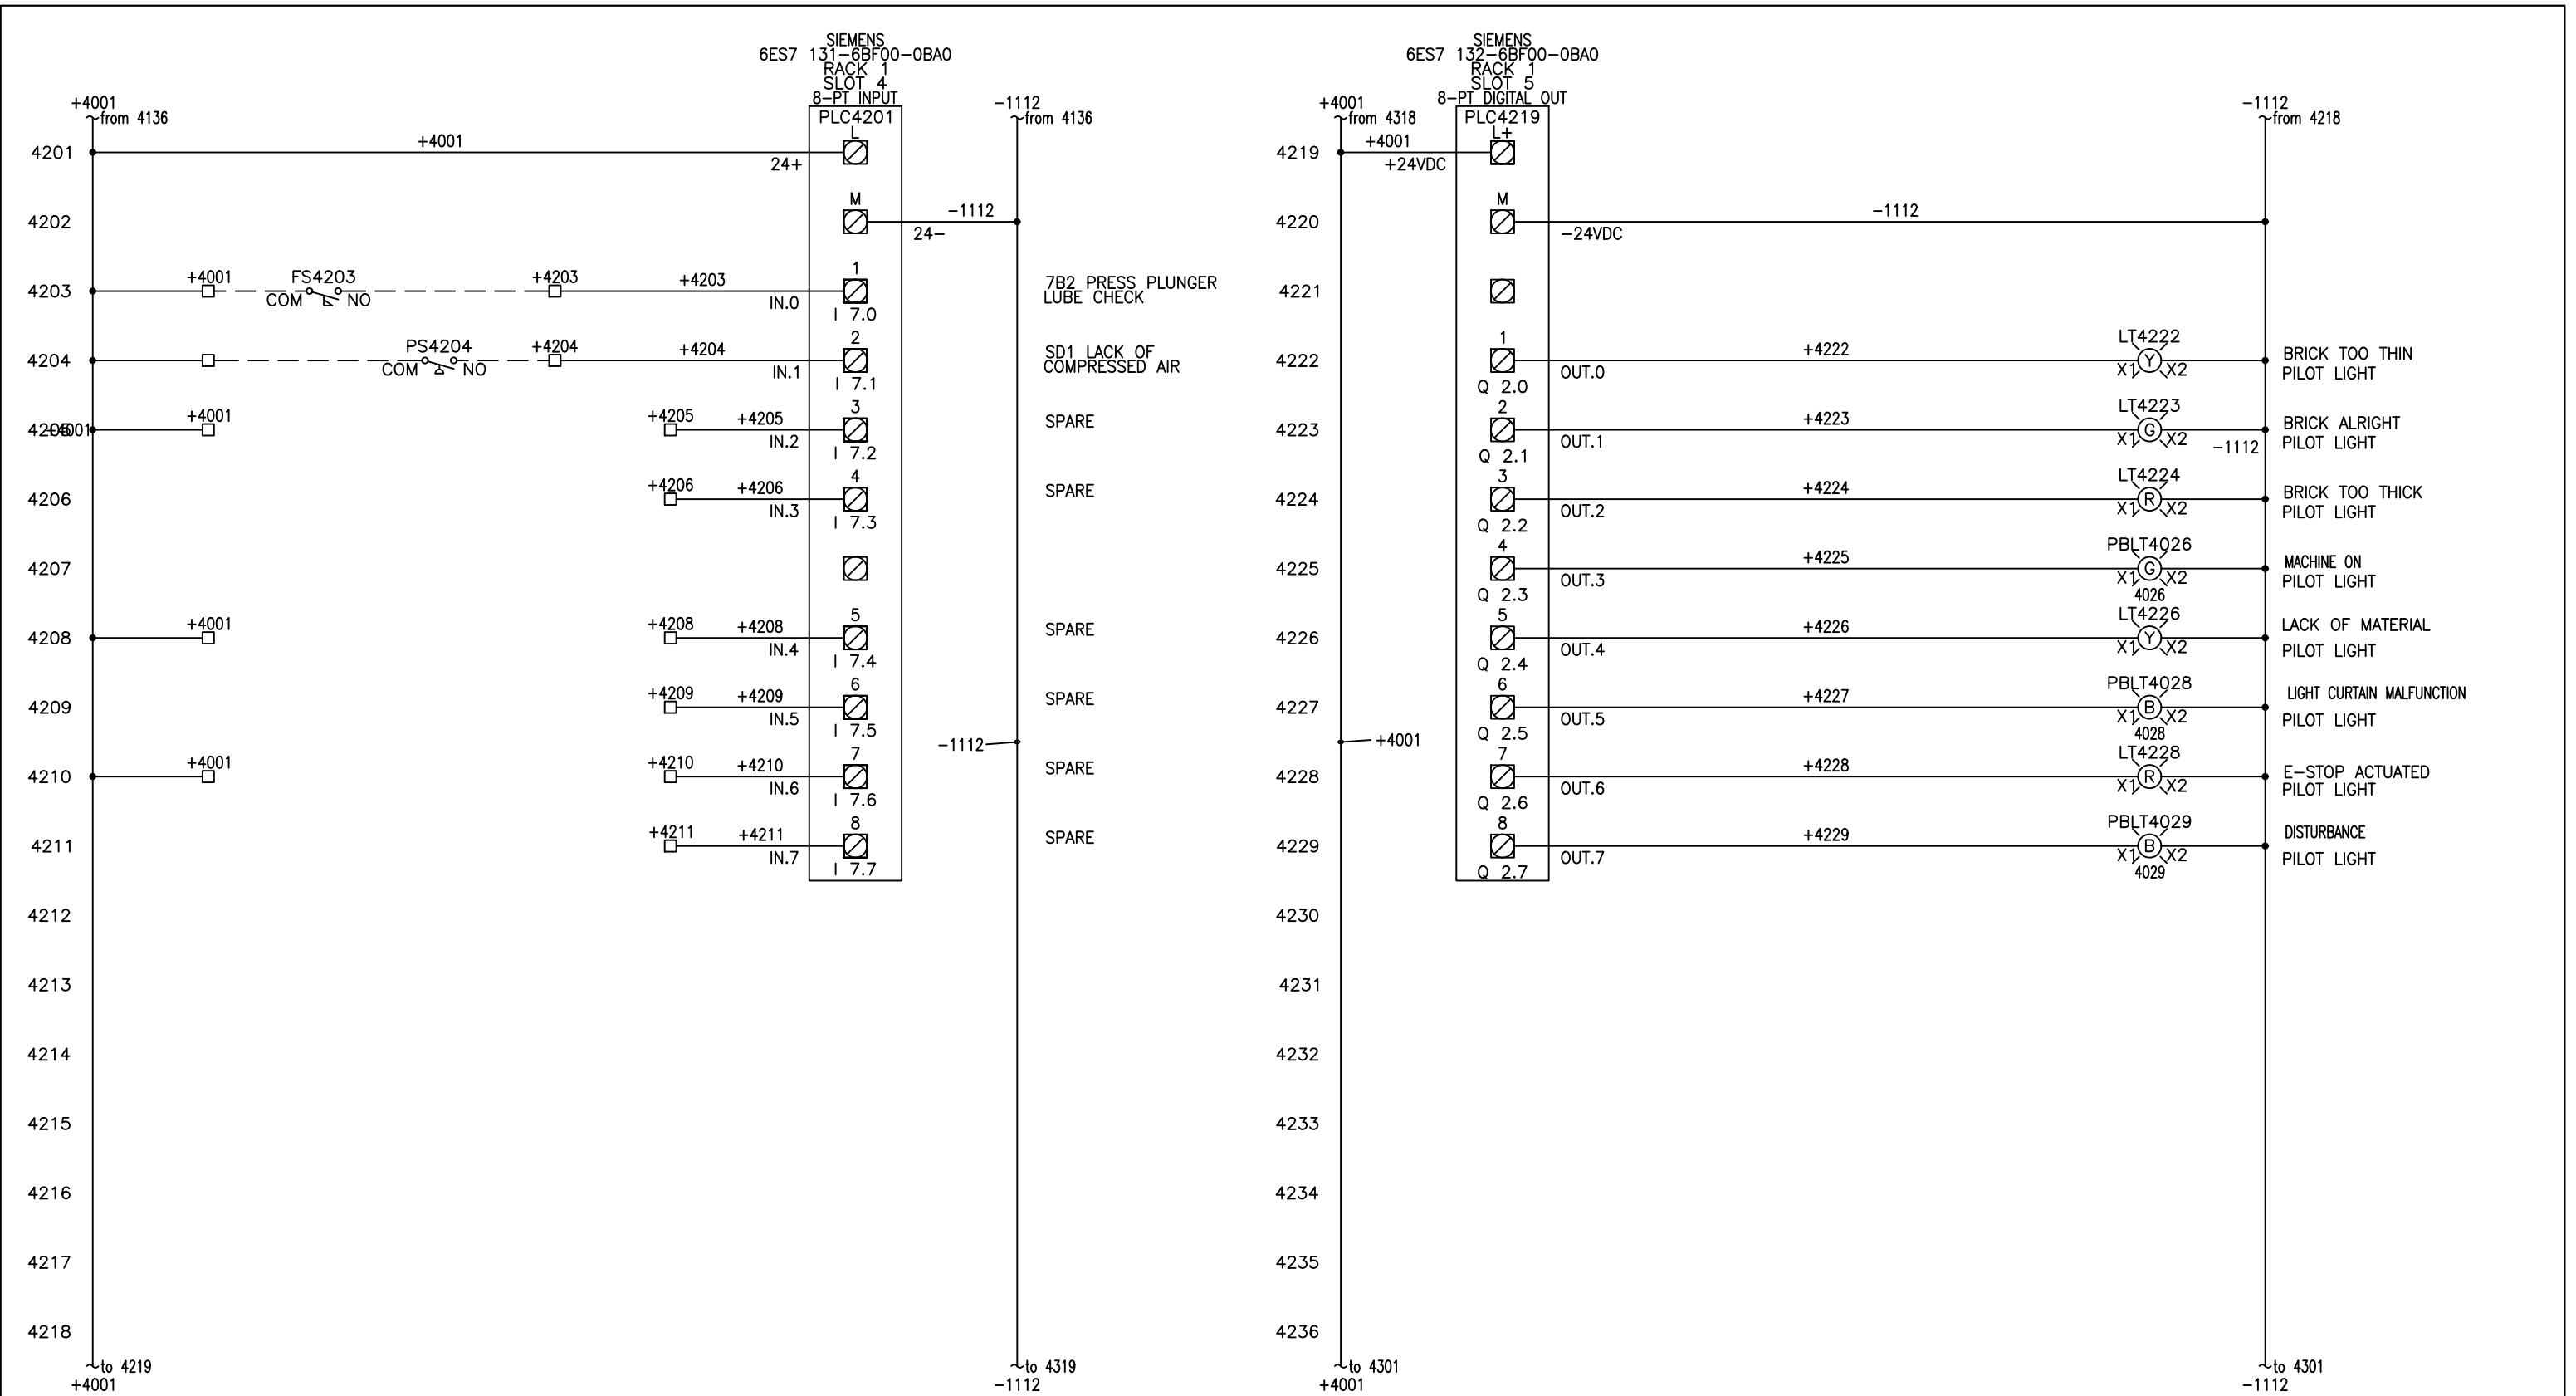 SIEMENS
6ES7 131-6BF00-0BA0
RACK 1
SLOT 4
8-PT INPUT
PLC4201
+4001
from 4136
-1112
from 4136
4201
+4001
24+
L
4202
M
-1112
24-
4203
+4001
FS4203
COM
NO
+4203
+4203
IN.0
1
I 7.0
7B2 PRESS PLUNGER
LUBE CHECK
4204
PS4204
COM
NO
+4204
+4204
IN.1
2
I 7.1
SD1 LACK OF
COMPRESSED AIR
4205
+4001
+4001
+4205
+4205
IN.2
3
I 7.2
SPARE
4206
+4206
+4206
IN.3
4
I 7.3
SPARE
4207
4208
+4001
+4208
+4208
IN.4
5
I 7.4
SPARE
4209
+4209
+4209
IN.5
6
I 7.5
SPARE
-1112
4210
+4001
+4210
+4210
IN.6
7
I 7.6
SPARE
4211
+4211
+4211
IN.7
8
I 7.7
SPARE
4212
4213
4214
4215
4216
4217
4218
to 4219
+4001
to 4319
-1112
SIEMENS
6ES7 132-6BF00-0BA0
RACK 1
SLOT 5
8-PT DIGITAL OUT
PLC4219
+4001
from 4318
-1112
from 4218
4219
+4001
+24VDC
L+
4220
M
-1112
-24VDC
4221
4222
1
Q 2.0
OUT.0
+4222
LT4222
X1
Y
X2
BRICK TOO THIN
PILOT LIGHT
4223
2
Q 2.1
OUT.1
+4223
LT4223
X1
G
X2
-1112
BRICK ALRIGHT
PILOT LIGHT
4224
3
Q 2.2
OUT.2
+4224
LT4224
X1
R
X2
BRICK TOO THICK
PILOT LIGHT
4225
4
Q 2.3
OUT.3
+4225
PBLT4026
X1
G
X2
4026
MACHINE ON
PILOT LIGHT
4226
5
Q 2.4
OUT.4
+4226
LT4226
X1
Y
X2
LACK OF MATERIAL
PILOT LIGHT
4227
6
Q 2.5
OUT.5
+4227
PBLT4028
X1
B
X2
4028
LIGHT CURTAIN MALFUNCTION
PILOT LIGHT
+4001
4228
7
Q 2.6
OUT.6
+4228
LT4228
X1
R
X2
E-STOP ACTUATED
PILOT LIGHT
4229
8
Q 2.7
OUT.7
+4229
PBLT4029
X1
B
X2
4029
DISTURBANCE
PILOT LIGHT
4230
4231
4232
4233
4234
4235
4236
to 4301
+4001
to 4301
-1112